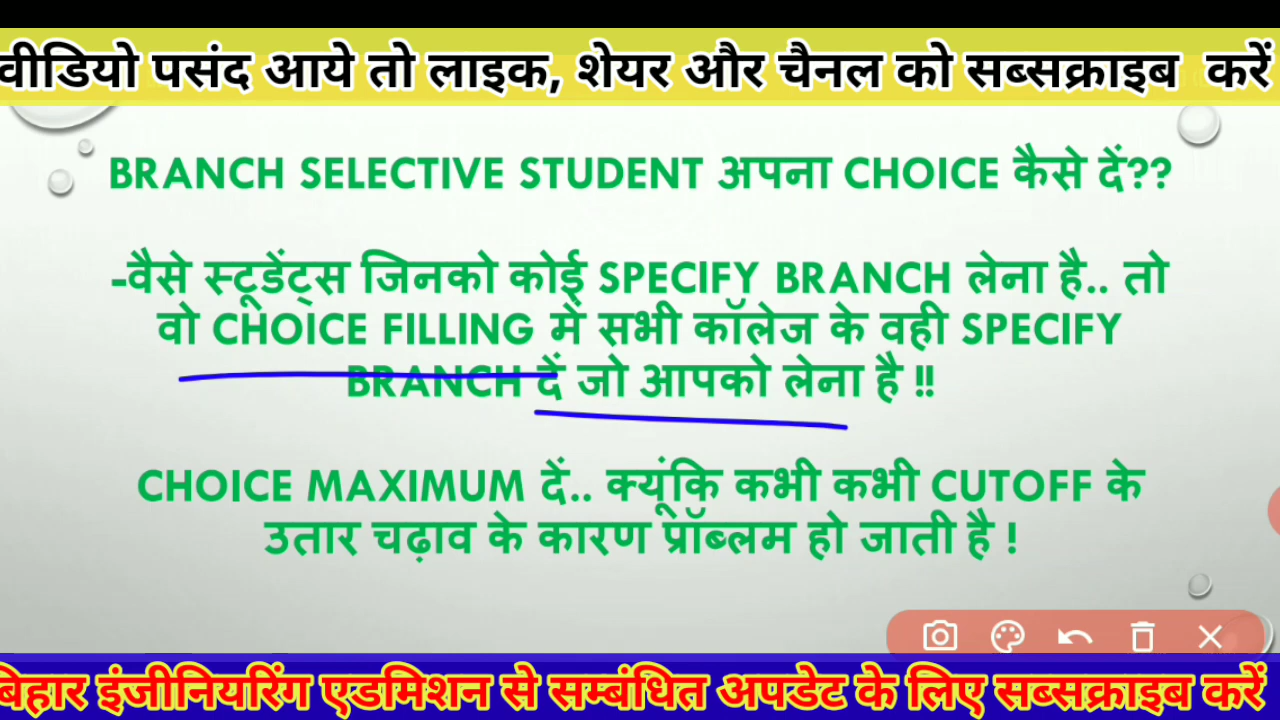 वीडियो पसंद आये तो लाइक, शेयर और चैनल को सब्सक्राइब करें
BRANCH SELECTIVE STUDENT अपना CHOICE कैसे दें??
-वैसे स्टूडेंट्स जिनको कोई SPECIFY BRANCH लेना है.. तो
वो CHOICE FILLING में सभी कॉलेज के वही SPECIFY
BRANCH दें जो आपको लेना है !!
CHOICE MAXIMUM दें.. क्यूंकि कभी कभी CUTOFF के
उतार चढ़ाव के कारण प्रॉब्लम हो जाती है !
बिहार इंजीनियरिंग एडमिशन से सम्बंधित अपडेट के लिए सब्सक्राइब करें